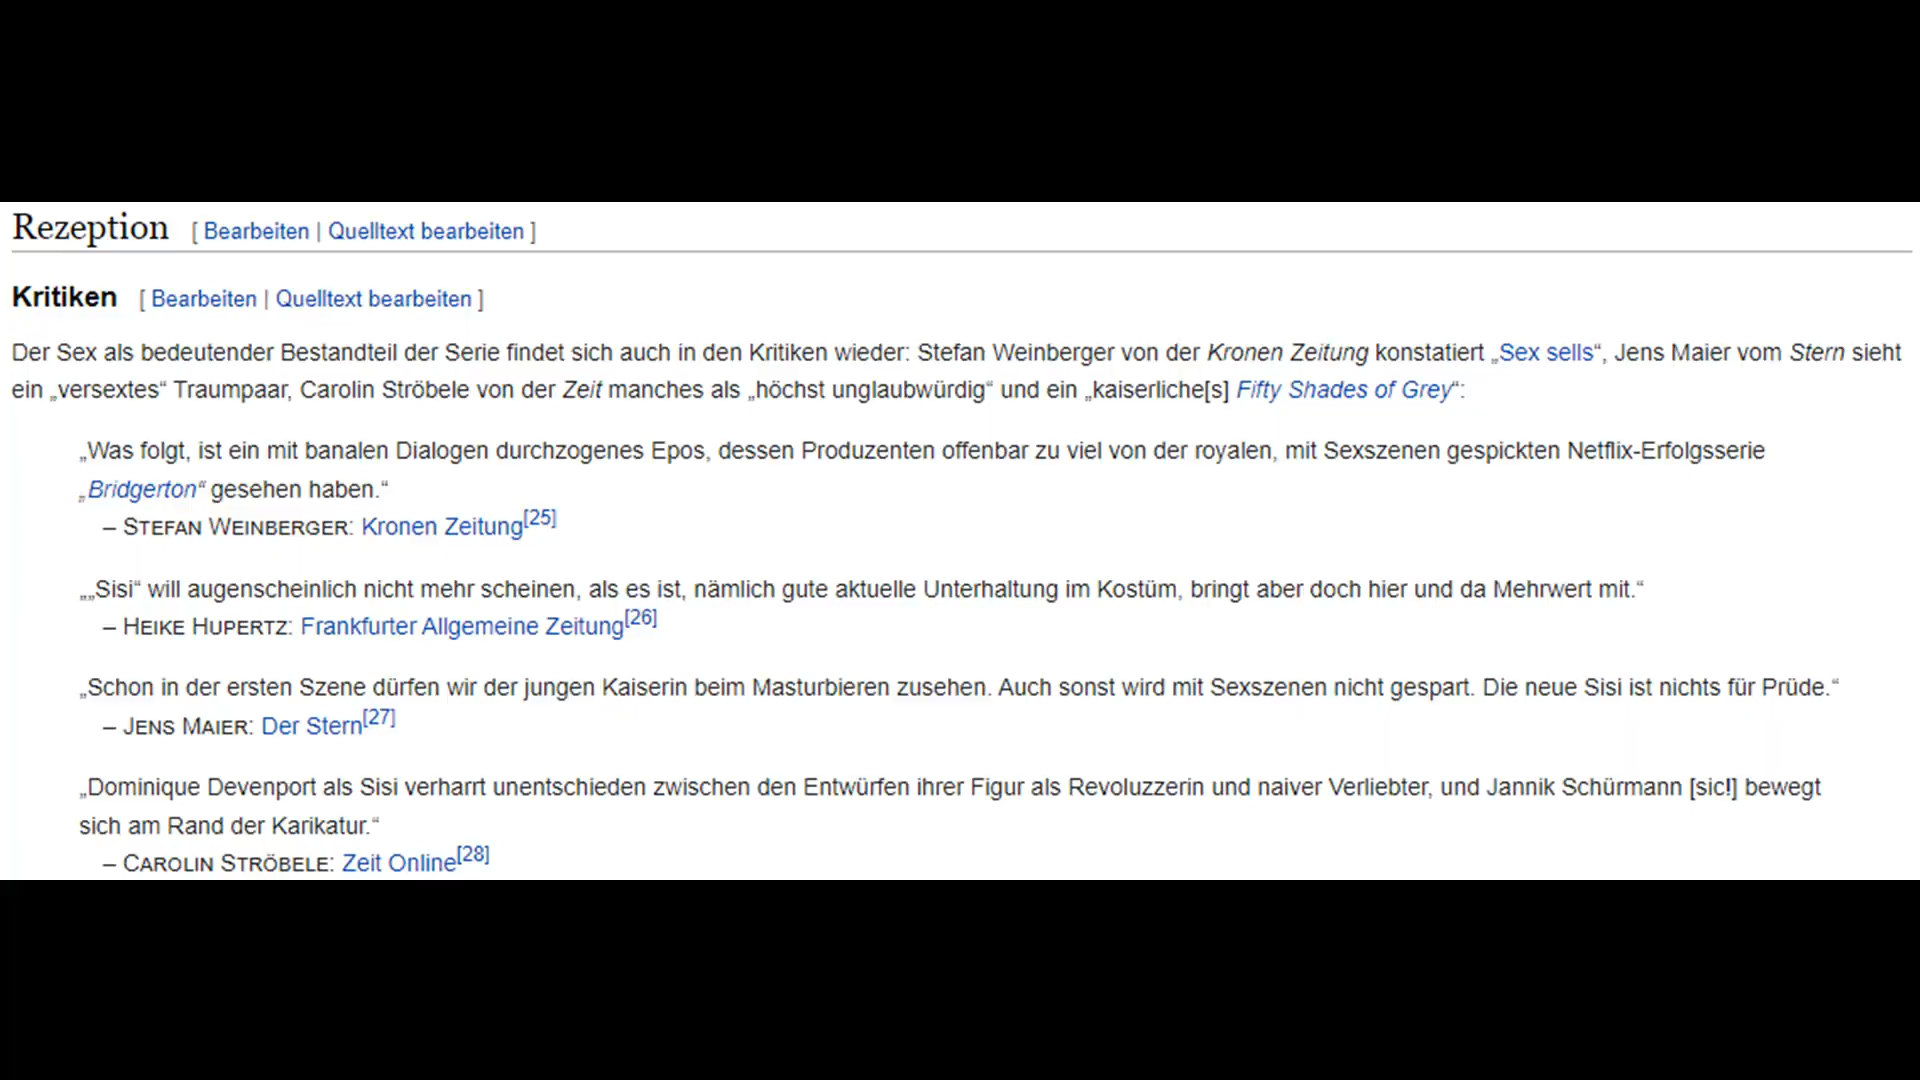 Rezeption [ Bearbeiten | Quelltext bearbeiten ]
Kritiken [ Bearbeiten | Quelltext bearbeiten ]
Der Sex als bedeutender Bestandteil der Serie findet sich auch in den Kritiken wieder: Stefan Weinberger von der Kronen Zeitung konstatiert „Sex sells“, Jens Maier vom Stern sieht
ein „versextes“ Traumpaar, Carolin Ströbele von der Zeit manches als „höchst unglaubwürdig“ und ein „kaiserliche[s] Fifty Shades of Grey“:
„Was folgt, ist ein mit banalen Dialogen durchzogenes Epos, dessen Produzenten offenbar zu viel von der royalen, mit Sexszenen gespickten Netflix-Erfolgsserie
„Bridgerton“ gesehen haben.“
– STEFAN WEINBERGER: Kronen Zeitung[25]
„„Sisi“ will augenscheinlich nicht mehr scheinen, als es ist, nämlich gute aktuelle Unterhaltung im Kostüm, bringt aber doch hier und da Mehrwert mit.“
– HEIKE HUPERTZ: Frankfurter Allgemeine Zeitung[26]
„Schon in der ersten Szene dürfen wir der jungen Kaiserin beim Masturbieren zusehen. Auch sonst wird mit Sexszenen nicht gespart. Die neue Sisi ist nichts für Prüde.“
– JENS MAIER: Der Stern[27]
„Dominique Devenport als Sisi verharrt unentschieden zwischen den Entwürfen ihrer Figur als Revoluzzerin und naiver Verliebter, und Jannik Schürmann [sic!] bewegt
sich am Rand der Karikatur.“
– CAROLIN STRÖBELE: Zeit Online[28]